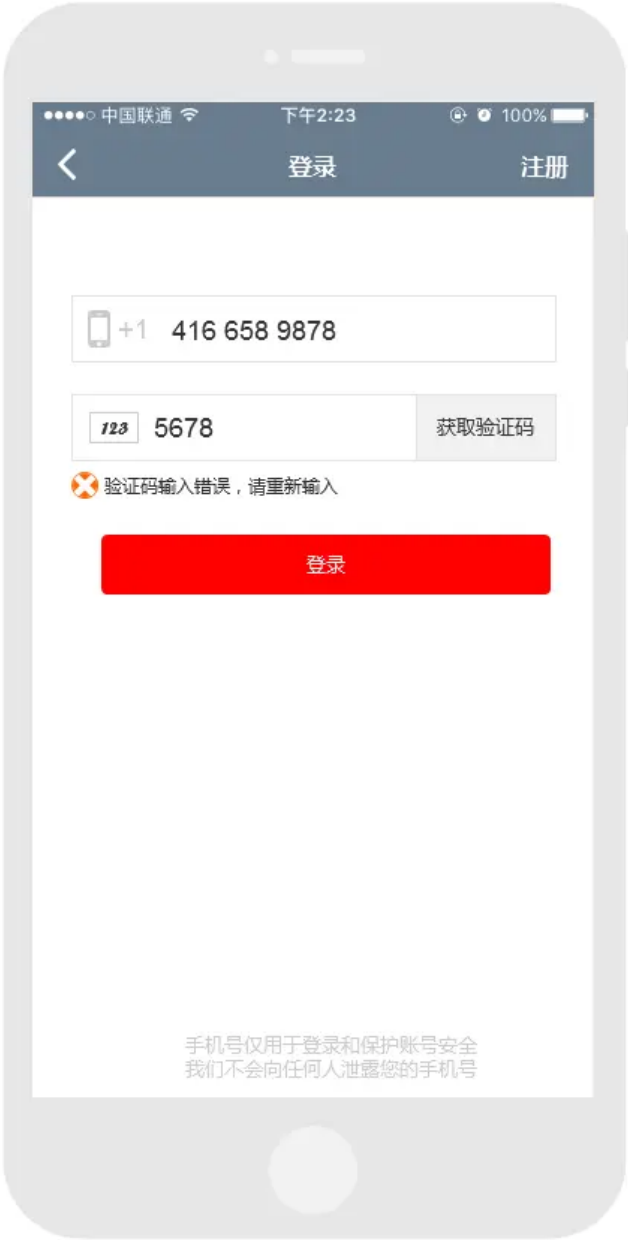 中国联通 下午2:23 100%
登录 注册
+1 416 658 9878
123 5678 获取验证码
验证码输入错误，请重新输入
登录
手机号仅用于登录和保护账号安全
我们不会向任何人泄露您的手机号